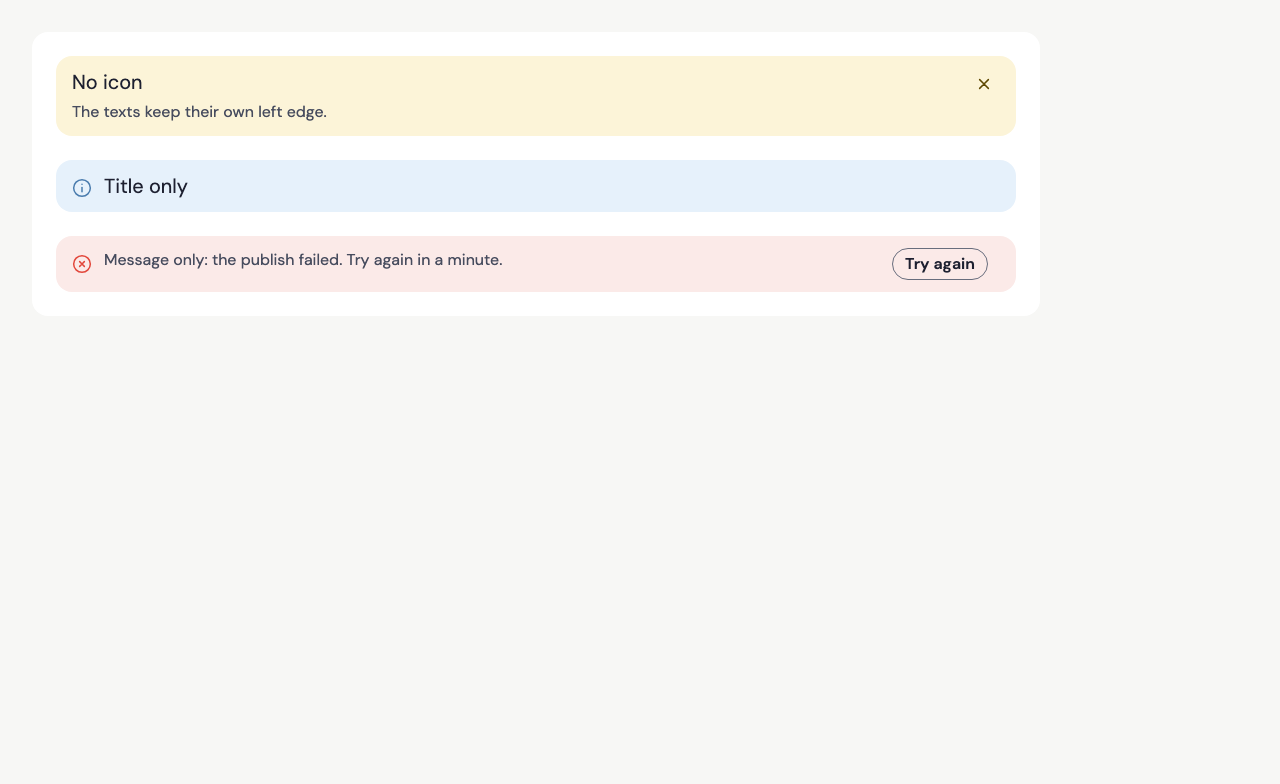 No icon
The texts keep their own left edge.
Title only
Message only: the publish failed. Try again in a minute.
Try again